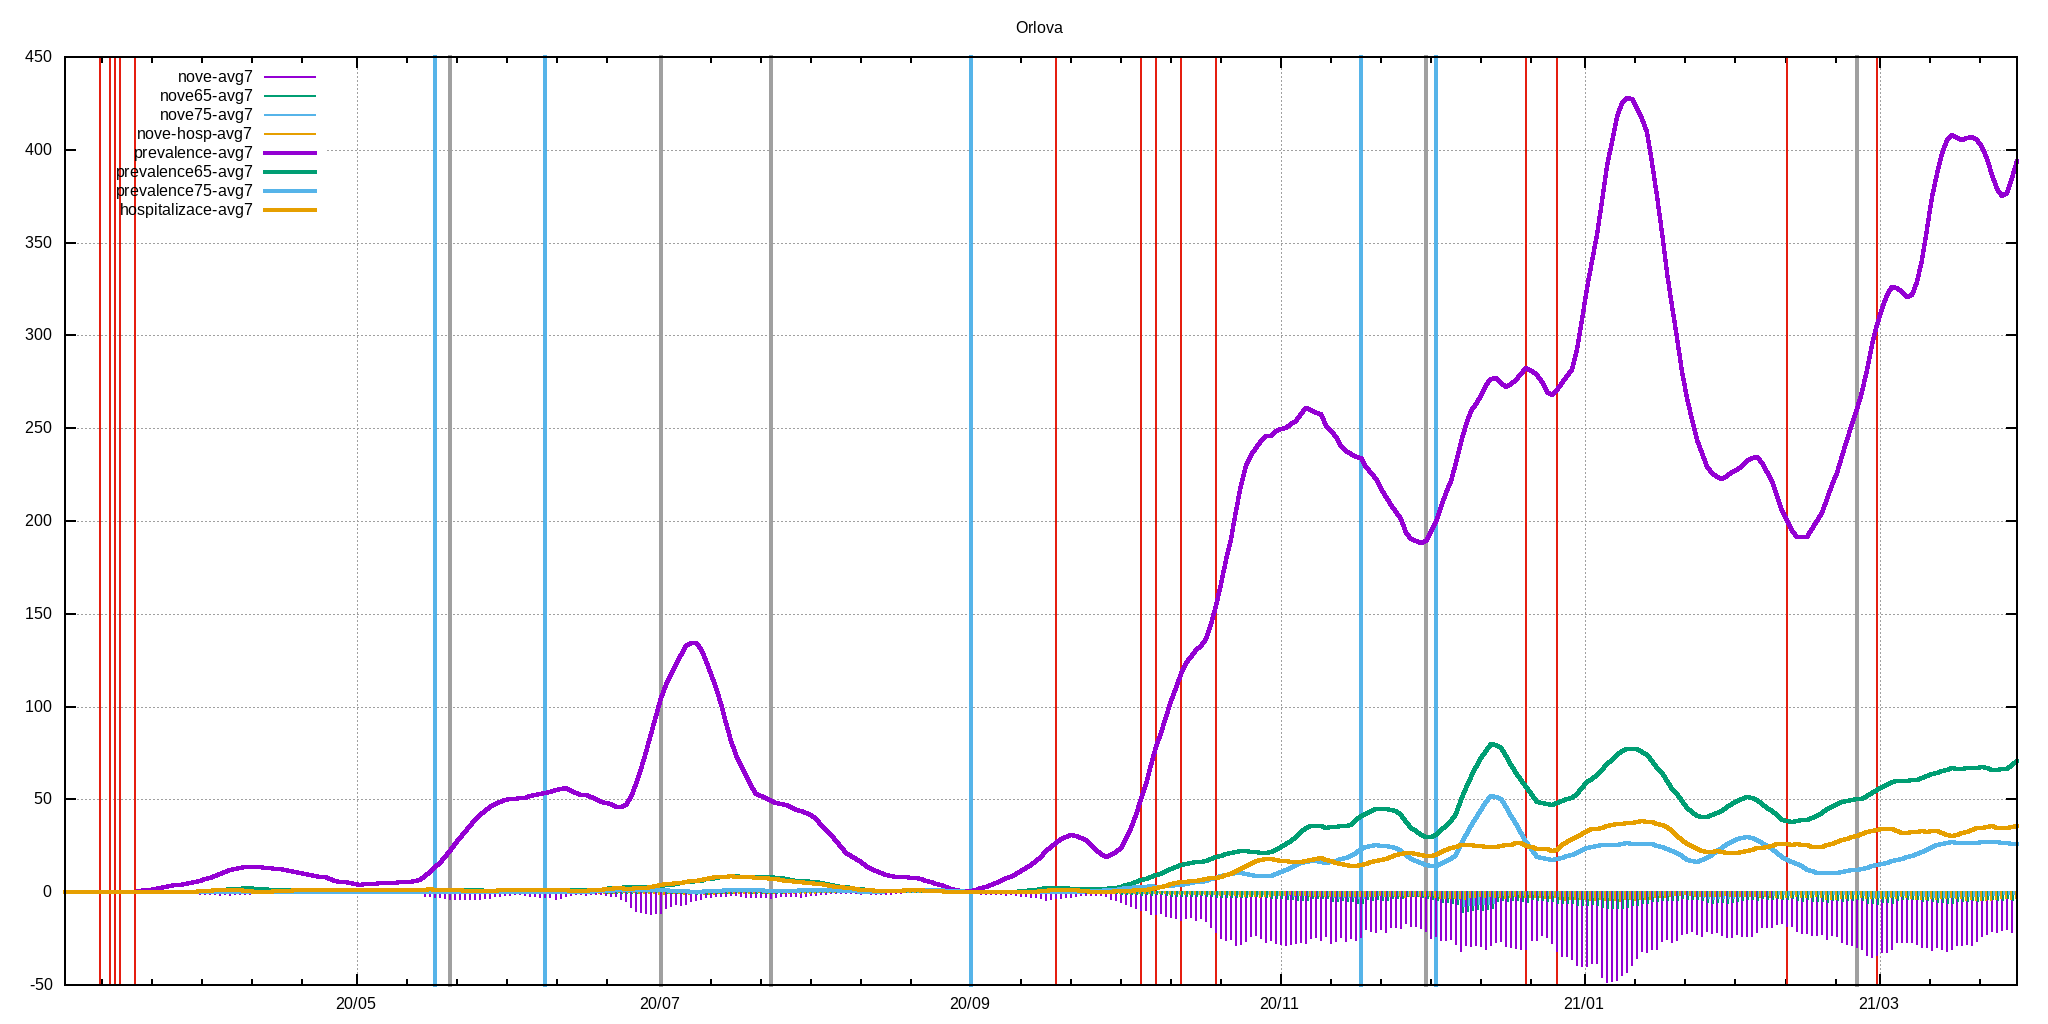 Orlova
450
400
350
300
250
200
150
100
50
0
-50
nove-avg7
nove65-avg7
nove75-avg7
nove-hosp-avg7
prevalence-avg7
prevalence65-avg7
prevalence75-avg7
hospitalizace-avg7
20/05
20/07
20/09
20/11
21/01
21/03